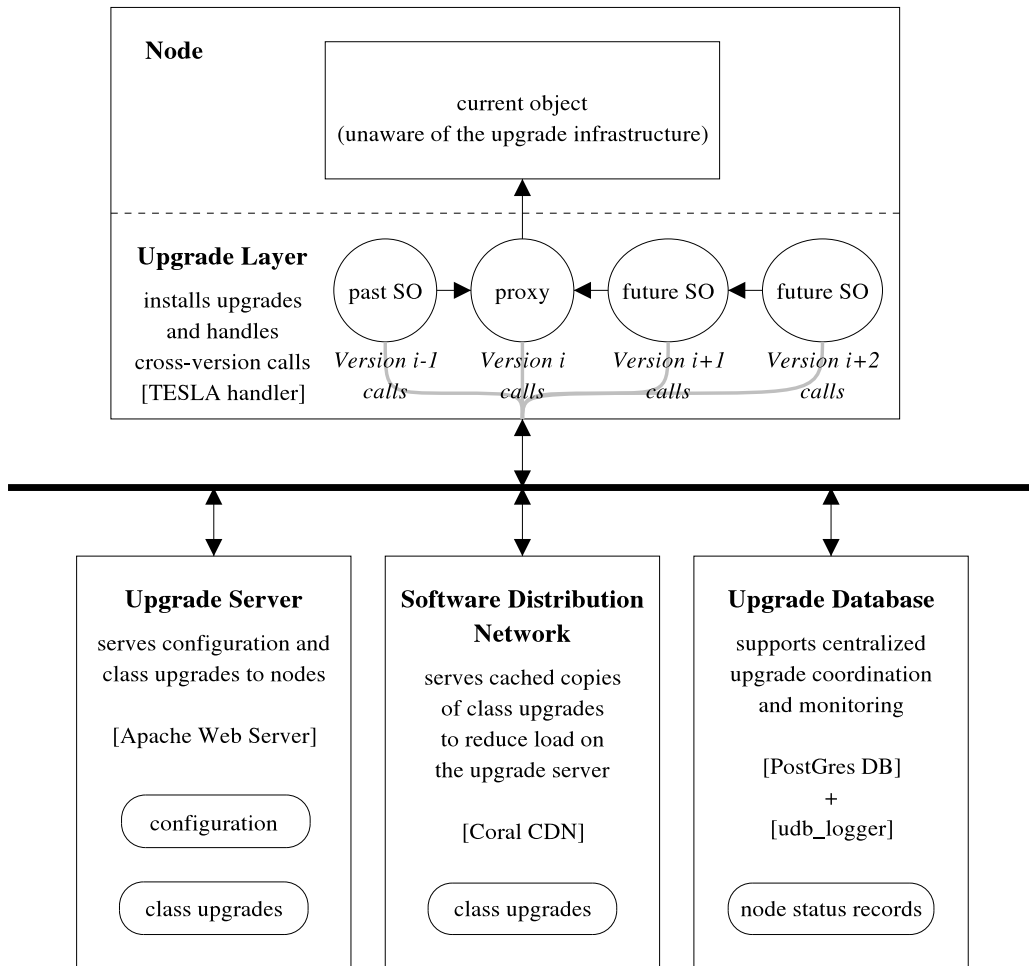 Node
current object
(unaware of the upgrade infrastructure)
Upgrade Layer
installs upgrades
and handles
cross-version calls
[TESLA handler]
past SO
proxy
future SO
future SO
Version i-1
calls
Version i
calls
Version i+1
calls
Version i+2
calls
Upgrade Server
serves configuration and
class upgrades to nodes
[Apache Web Server]
configuration
class upgrades
Software Distribution
Network
serves cached copies
of class upgrades
to reduce load on
the upgrade server
[Coral CDN]
class upgrades
Upgrade Database
supports centralized
upgrade coordination
and monitoring
[PostGres DB]
+
[udb_logger]
node status records